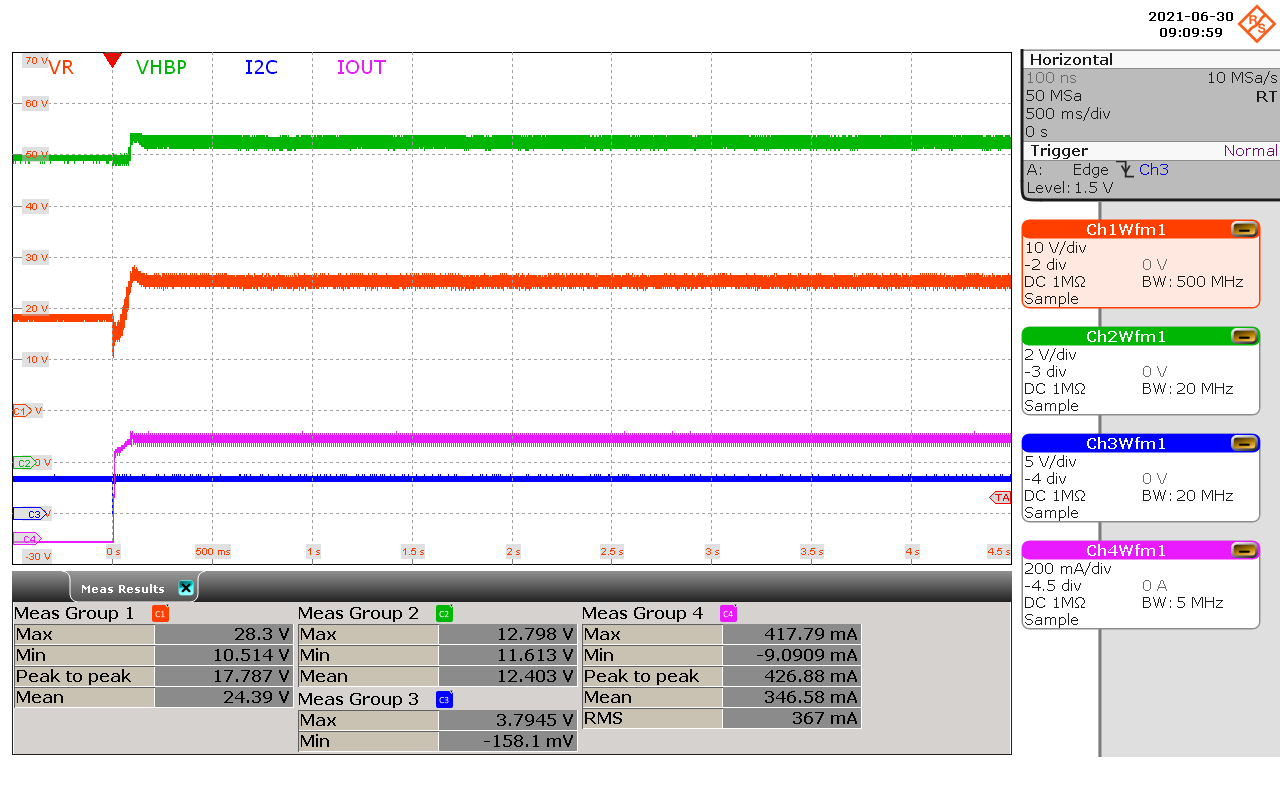 2021-06-30
09:09:59
R S
VR VHBP I2C IOUT
70 V
60 V
50 V
40 V
30 V
20 V
10 V
C1 V
C2 0 V
C3 V
C4
TA
-30 V
0 s 500 ms 1 s 1.5 s 2 s 2.5 s 3 s 3.5 s 4 s 4.5 s
Horizontal
100 ns 10 MSa/s
50 MSa RT
500 ms/div
0 s
Trigger Normal
A: Edge Ch3
Level: 1.5 V
Ch1Wfm1
10 V/div
-2 div 0 V
DC 1MΩ BW: 500 MHz
Sample
Ch2Wfm1
2 V/div
-3 div 0 V
DC 1MΩ BW: 20 MHz
Sample
Ch3Wfm1
5 V/div
-4 div 0 V
DC 1MΩ BW: 20 MHz
Sample
Ch4Wfm1
200 mA/div
-4.5 div 0 A
DC 1MΩ BW: 5 MHz
Sample
Meas Results
Meas Group 1 C1
Max 28.3 V
Min 10.514 V
Peak to peak 17.787 V
Mean 24.39 V
Meas Group 2 C2
Max 12.798 V
Min 11.613 V
Mean 12.403 V
Meas Group 3 C3
Max 3.7945 V
Min -158.1 mV
Meas Group 4 C4
Max 417.79 mA
Min -9.0909 mA
Peak to peak 426.88 mA
Mean 346.58 mA
RMS 367 mA